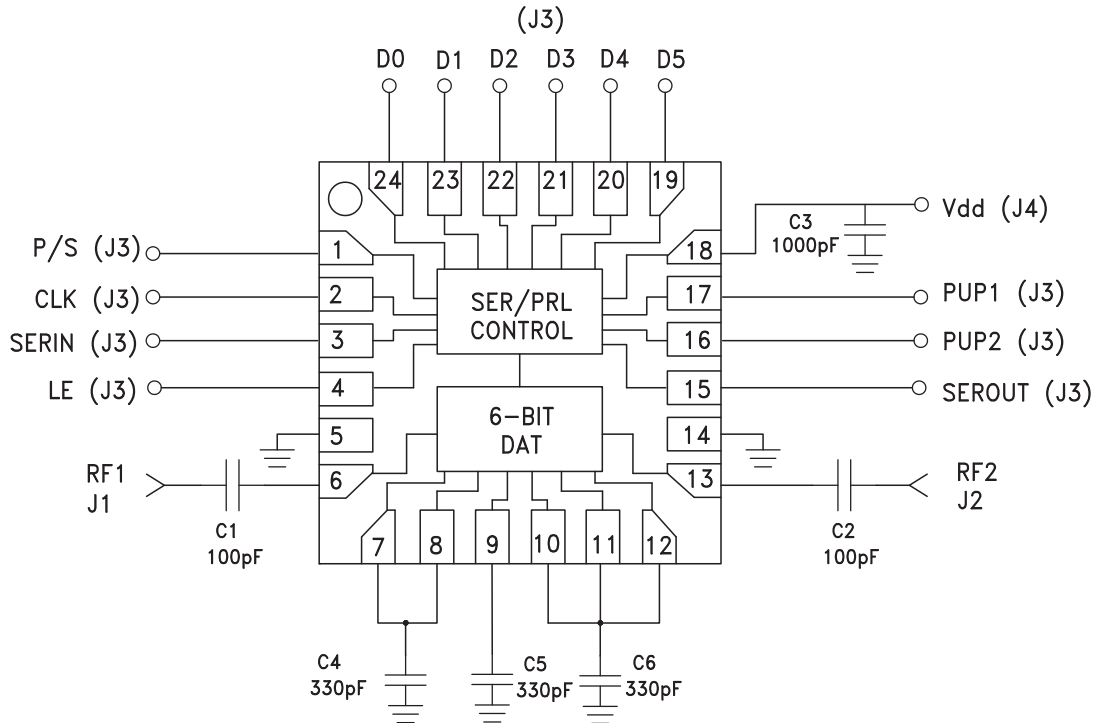 (J3)
D0 D1 D2 D3 D4 D5
24 23 22 21 20 19
P/S (J3)
1
18
C3
1000pF
Vdd (J4)
CLK (J3)
2
SER/PRL
CONTROL
17
PUP1 (J3)
SERIN (J3)
3
16
PUP2 (J3)
LE (J3)
4
15
SEROUT (J3)
6-BIT
DAT
5
14
RF1
J1
6
13
RF2
J2
C1
100pF
C2
100pF
7 8 9 10 11 12
C4
330pF
C5
330pF
C6
330pF